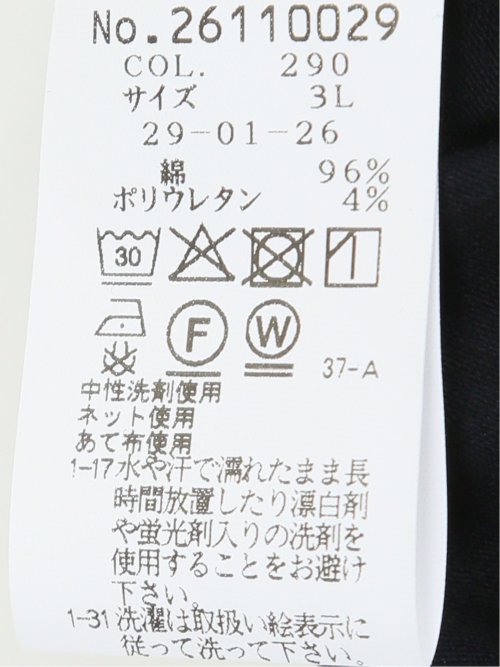 No.26110029
COL. 290
サイズ 3L
29-01-26
綿 96%
ポリウレタン 4%
30
F W
37-A
中性洗剤使用
ネット使用
あて布使用
1-17水や汗で濡れたまま長
時間放置したり漂白剤
や蛍光剤入りの洗剤を
使用することをお避け
下さい。
1-31洗濯は取扱い絵表示に
従って洗って下さい。